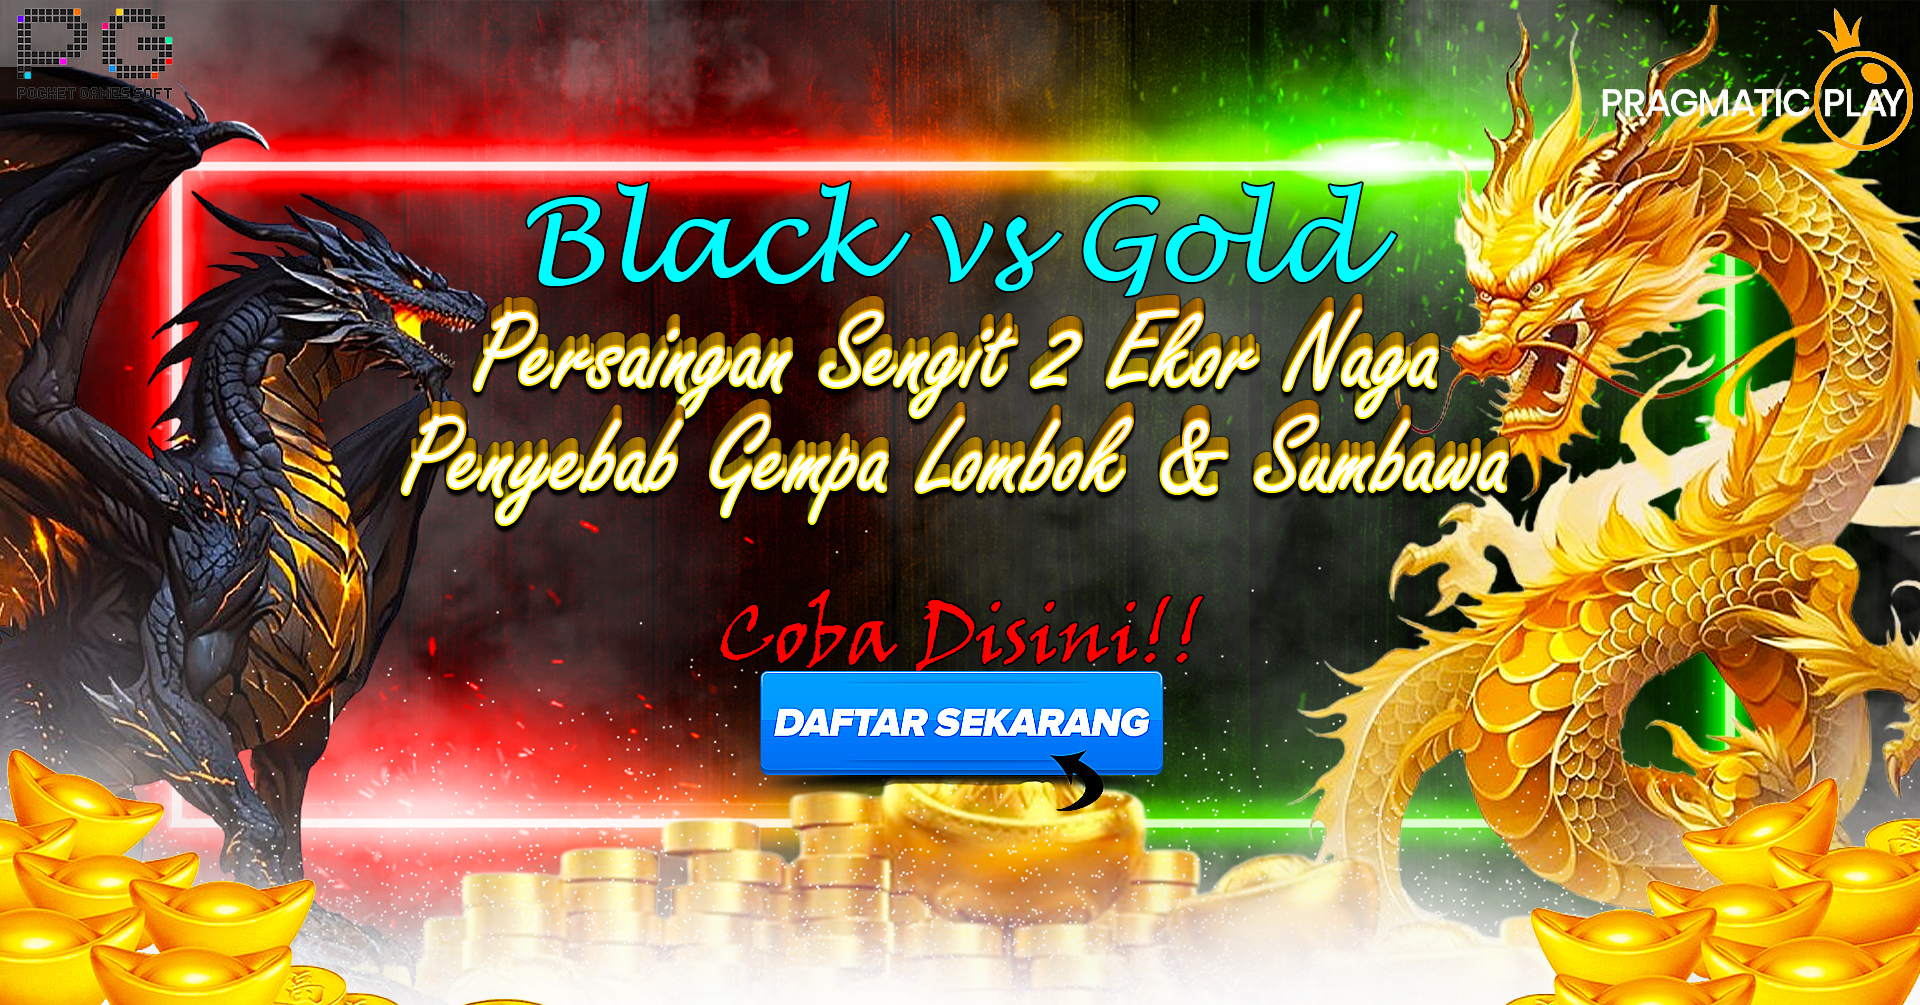 PG
POCKET GAMES SOFT
PRAGMATIC PLAY
Black vs Gold
Persaingan Sengit 2 Ekor Naga
Penyebab Gempa Lombok & Sumbawa
Coba Disini!!
DAFTAR SEKARANG